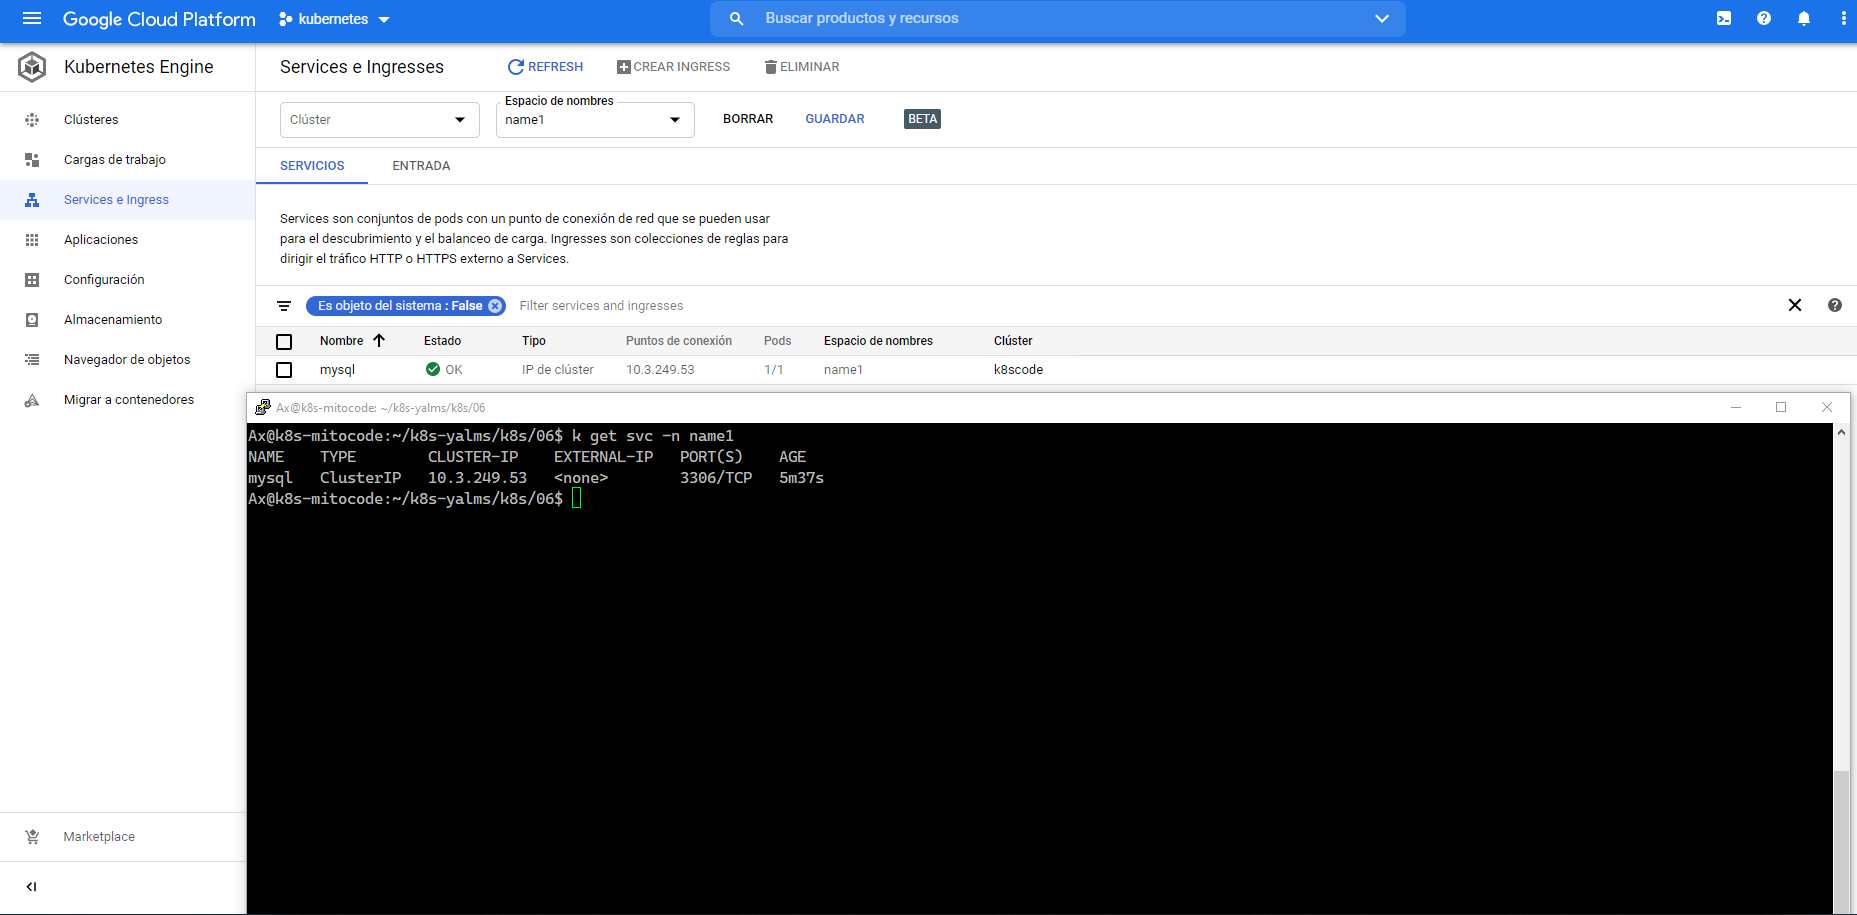 Google Cloud Platform kubernetes Buscar productos y recursos
Kubernetes Engine
Clústeres
Cargas de trabajo
Services e Ingress
Aplicaciones
Configuración
Almacenamiento
Navegador de objetos
Migrar a contenedores
Marketplace
Services e Ingresses REFRESH CREAR INGRESS ELIMINAR
Clúster
Espacio de nombres
name1
BORRAR GUARDAR BETA
SERVICIOS ENTRADA
Services son conjuntos de pods con un punto de conexión de red que se pueden usar
para el descubrimiento y el balanceo de carga. Ingresses son colecciones de reglas para
dirigir el tráfico HTTP o HTTPS externo a Services.
Es objeto del sistema : False Filter services and ingresses
Nombre Estado Tipo Puntos de conexión Pods Espacio de nombres Clúster
mysql OK IP de clúster 10.3.249.53 1/1 name1 k8scode
Ax@k8s-mitocode: ~/k8s-yalms/k8s/06
Ax@k8s-mitocode:~/k8s-yalms/k8s/06$ k get svc -n name1
NAME TYPE CLUSTER-IP EXTERNAL-IP PORT(S) AGE
mysql ClusterIP 10.3.249.53 <none> 3306/TCP 5m37s
Ax@k8s-mitocode:~/k8s-yalms/k8s/06$